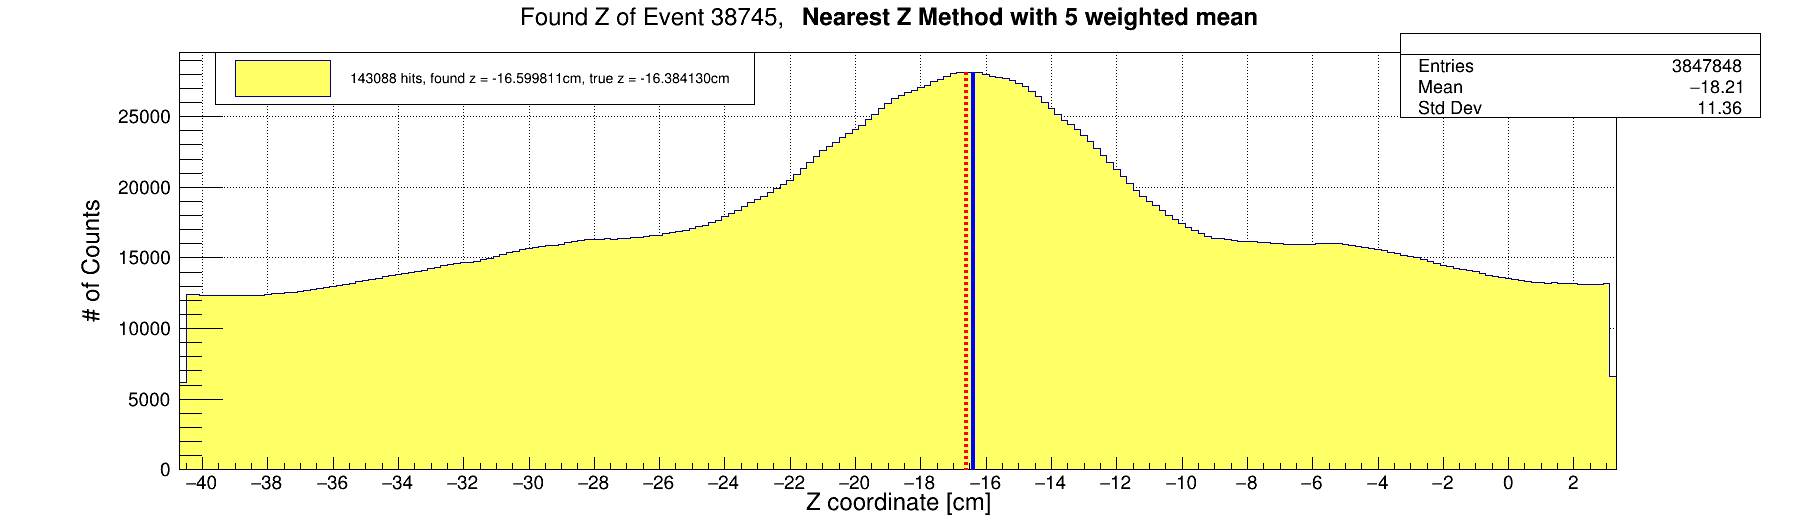 Found Z of Event 38745, Nearest Z Method with 5 weighted mean
143088 hits, found z = -16.599811cm, true z = -16.384130cm
Entries 3847848
Mean −18.21
Std Dev 11.36
# of Counts
25000
20000
15000
10000
5000
0
−40 −38 −36 −34 −32 −30 −28 −26 −24 −22 −20 −18 −16 −14 −12 −10 −8 −6 −4 −2 0 2
Z coordinate [cm]